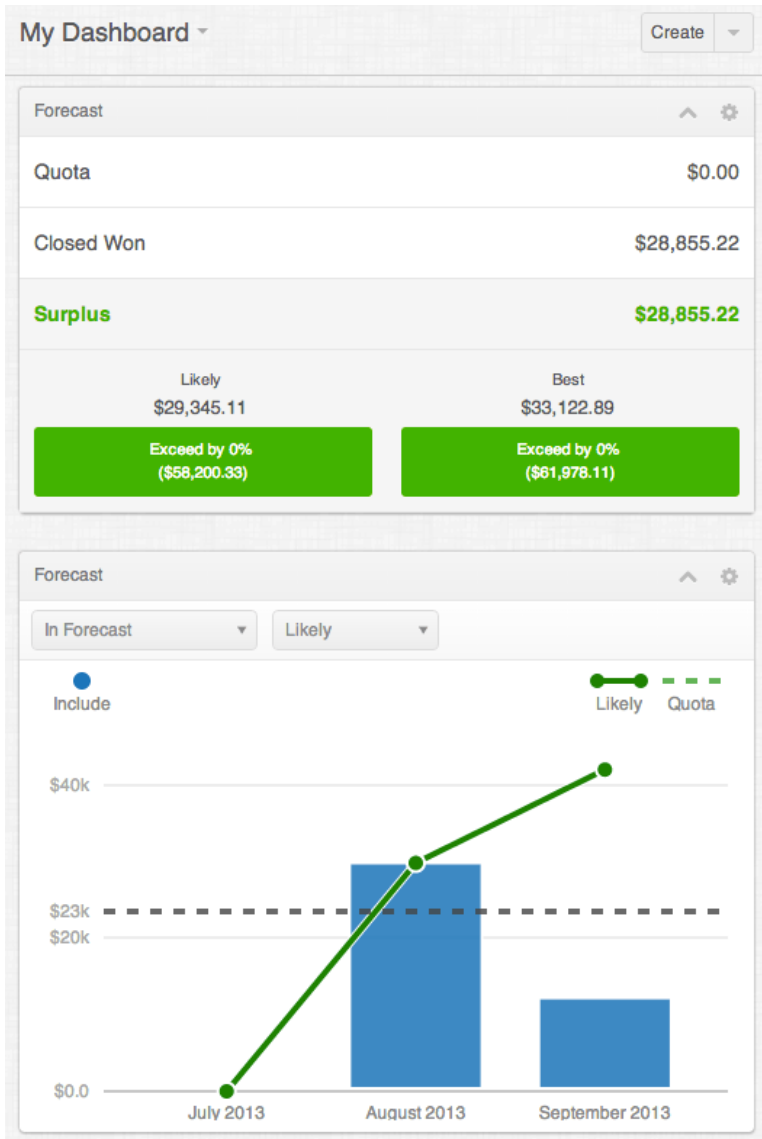 My Dashboard
Create
Forecast
Quota $0.00
Closed Won $28,855.22
Surplus $28,855.22
Likely Best
$29,345.11 $33,122.89
Exceed by 0% Exceed by 0%
($58,200.33) ($61,978.11)
Forecast
In Forecast Likely
Include Likely Quota
$40k
$23k
$20k
$0.0
July 2013 August 2013 September 2013